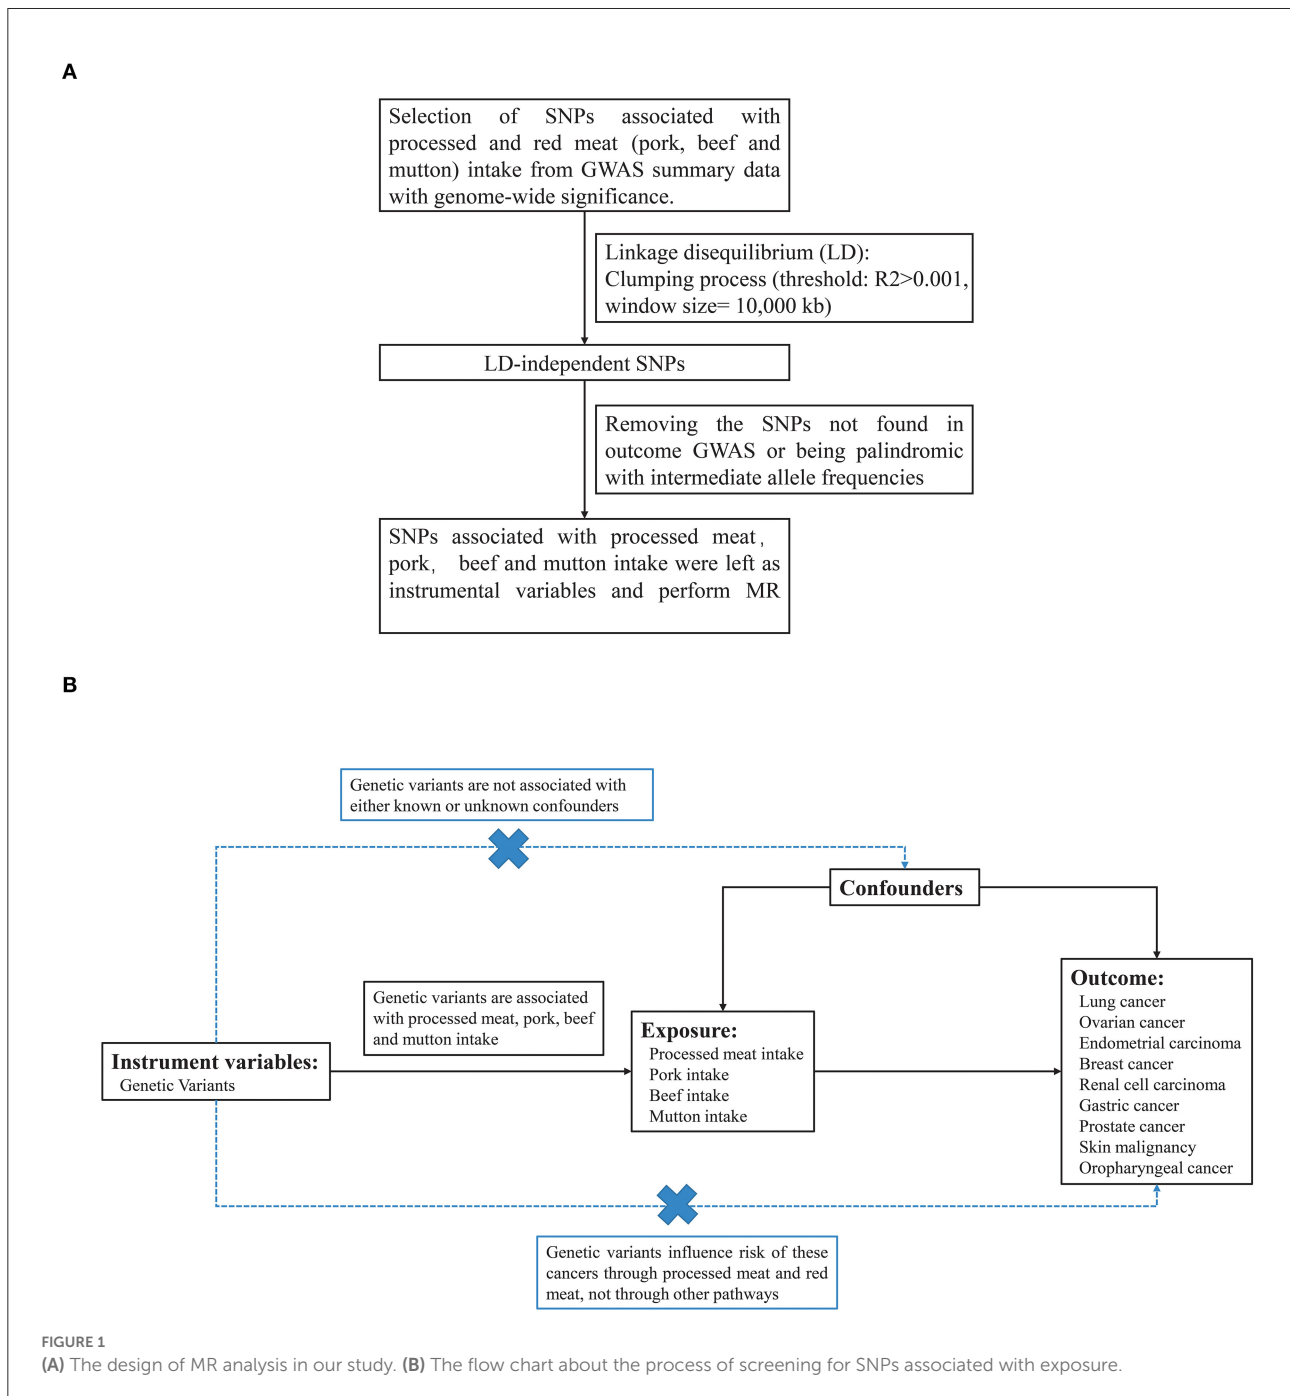 A
Selection of SNPs associated with
processed and red meat (pork, beef and
mutton) intake from GWAS summary data
with genome-wide significance.
Linkage disequilibrium (LD):
Clumping process (threshold: R2>0.001,
window size= 10,000 kb)
LD-independent SNPs
Removing the SNPs not found in
outcome GWAS or being palindromic
with intermediate allele frequencies
SNPs associated with processed meat，
pork， beef and mutton intake were left as
instrumental variables and perform MR
B
Genetic variants are not associated with
either known or unknown confounders
Confounders
Genetic variants are associated
with processed meat, pork, beef
and mutton intake
Instrument variables:
Genetic Variants
Exposure:
Processed meat intake
Pork intake
Beef intake
Mutton intake
Outcome:
Lung cancer
Ovarian cancer
Endometrial carcinoma
Breast cancer
Renal cell carcinoma
Gastric cancer
Prostate cancer
Skin malignancy
Oropharyngeal cancer
Genetic variants influence risk of these
cancers through processed meat and red
meat, not through other pathways
FIGURE 1
(A) The design of MR analysis in our study. (B) The flow chart about the process of screening for SNPs associated with exposure.